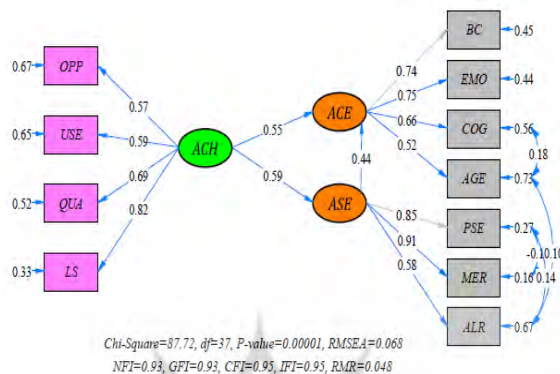 BC
0.45
0.67
OPP
0.74
EMO
0.44
0.57
0.75
ACE
0.66
COG
0.56
0.65
USE
0.59
0.55
0.52
0.18
ACH
AGE
0.73
0.69
0.44
0.59
0.52
QUA
0.85
PSE
0.27
ASE
0.82
0.91
0.14
MER
0.16
0.58
0.33
LS
ALR
0.67
Chi-Square=87.72, df=37, P-value=0.00001, RMSEA=0.068
NFI=0.93, GFI=0.93, CFI=0.95, IFI=0.95, RMR=0.048